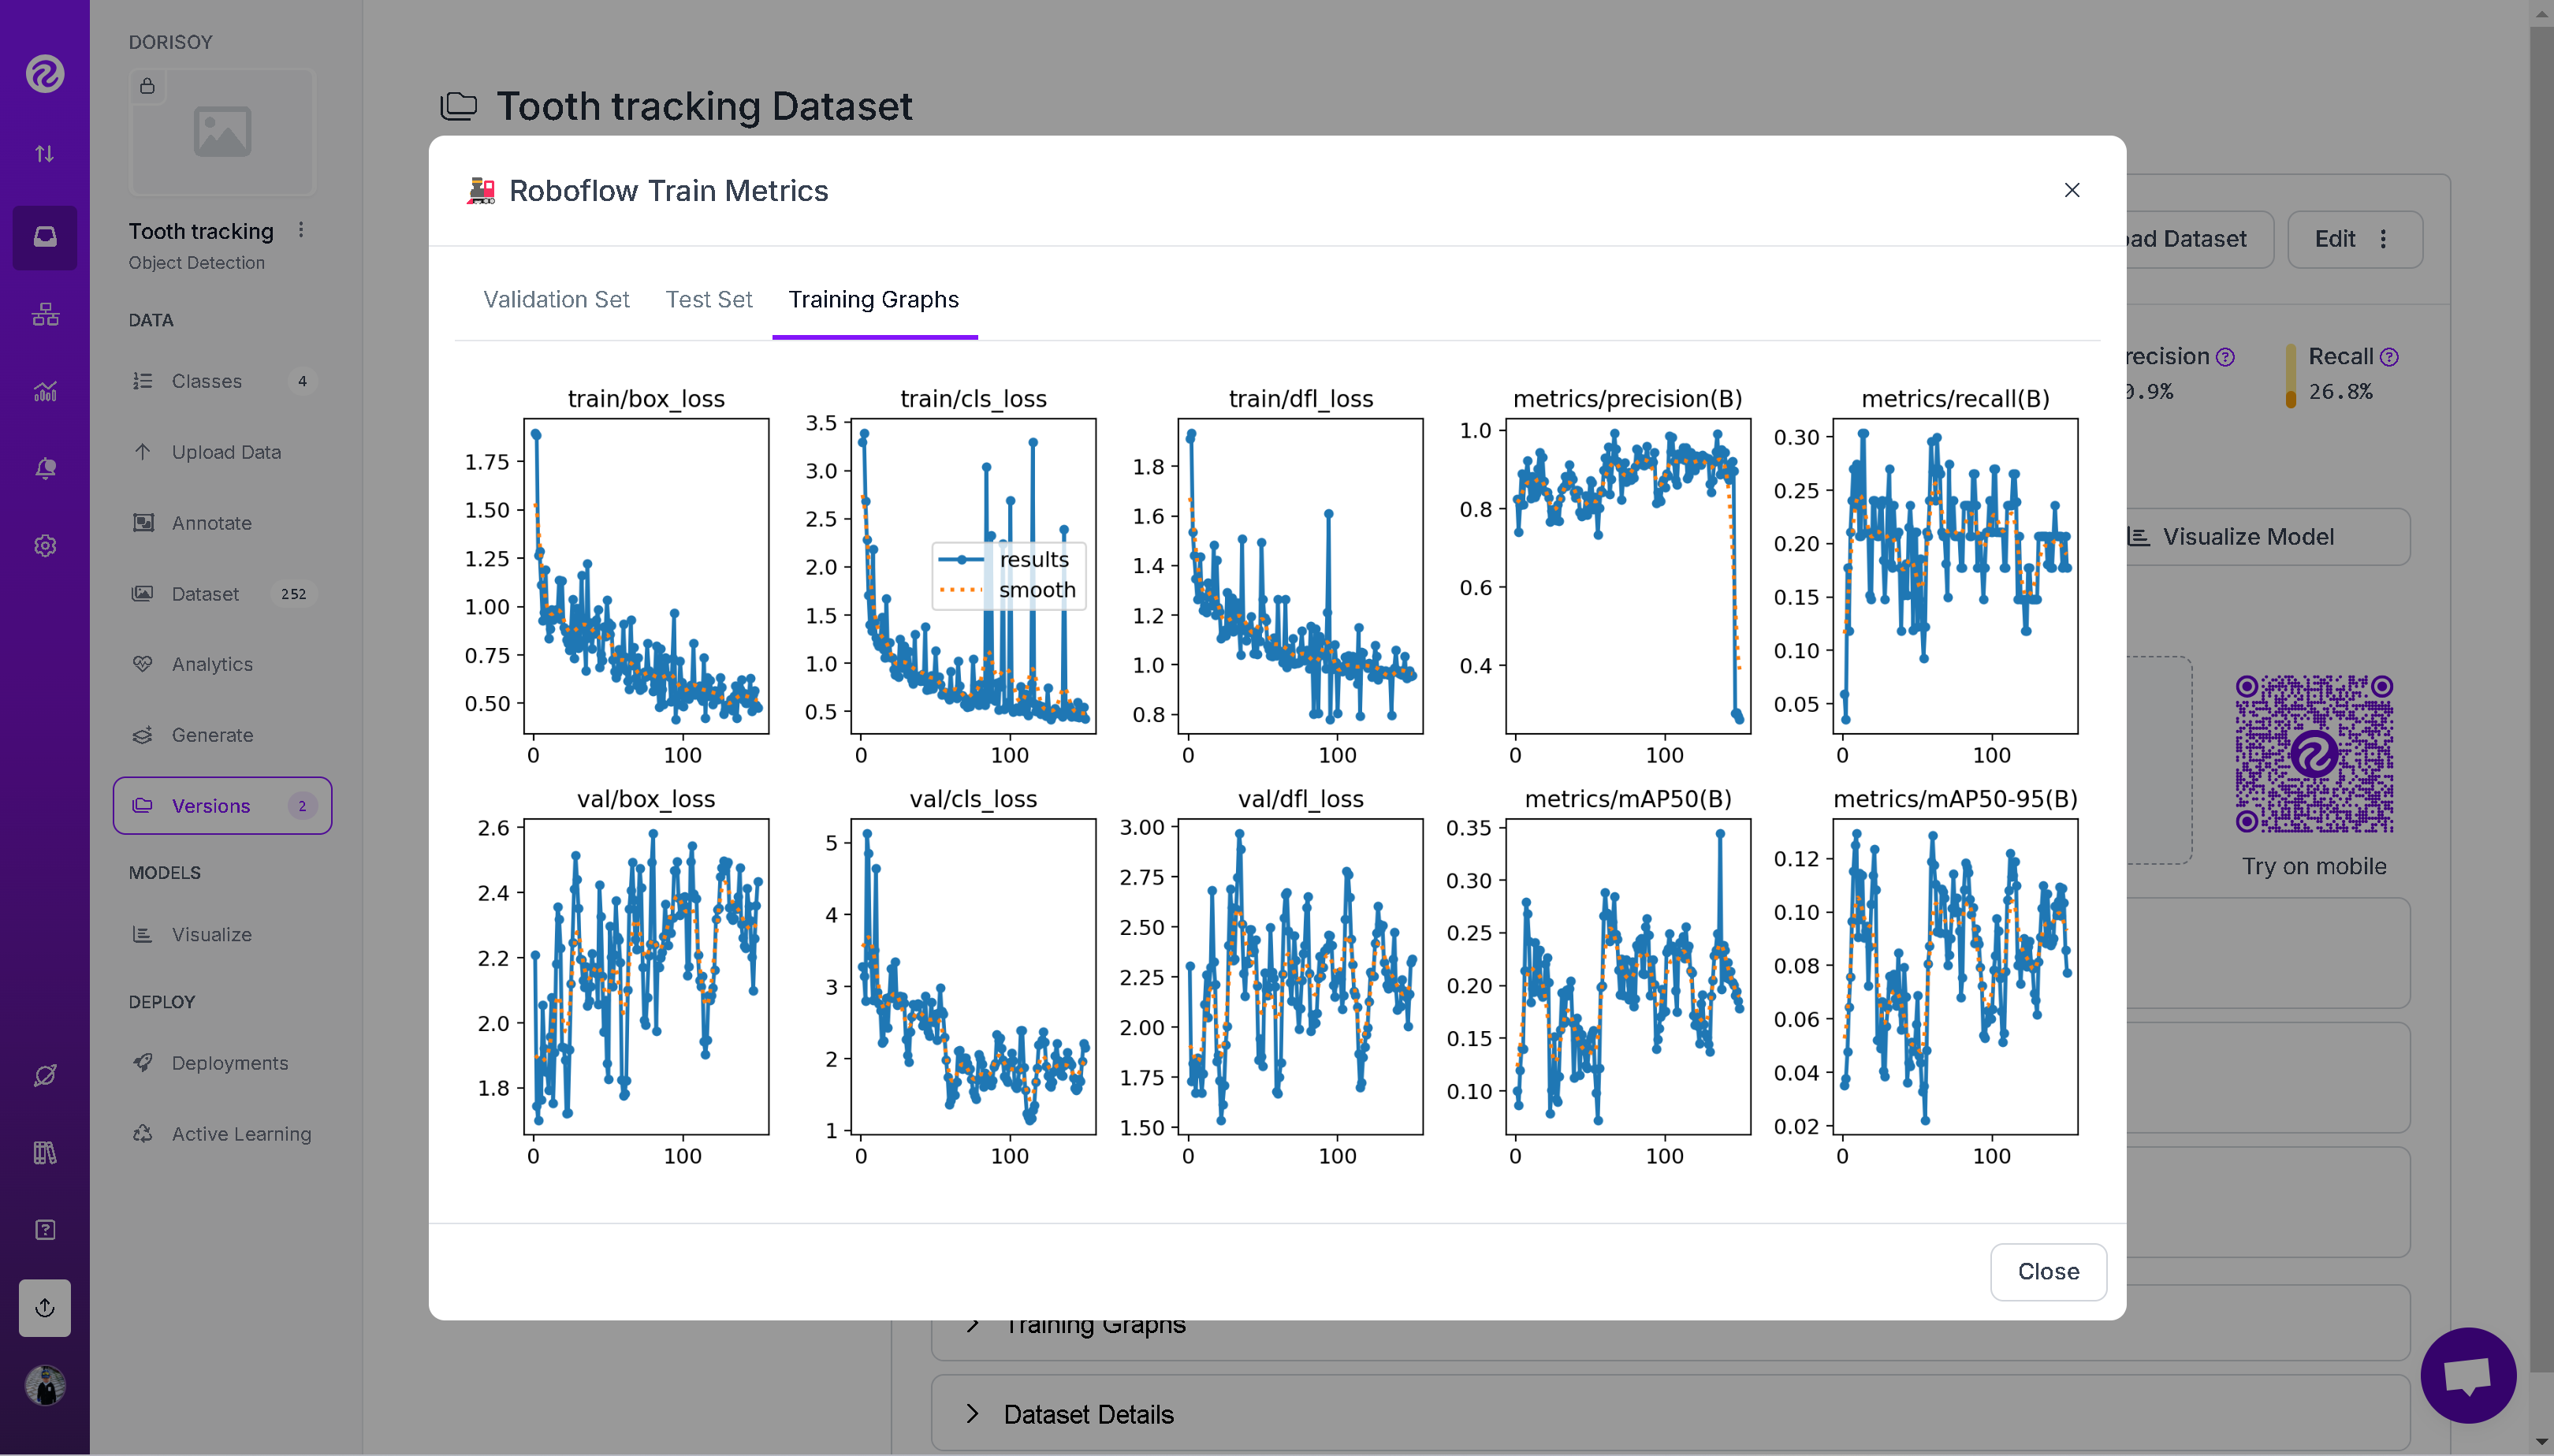 DORISOY
Tooth tracking
Object Detection
DATA
Classes 4
Upload Data
Annotate
Dataset 252
Analytics
Generate
Versions 2
MODELS
Visualize
DEPLOY
Deployments
Active Learning
Tooth tracking Dataset
Roboflow Train Metrics
Validation Set Test Set Training Graphs
train/box_loss
1.75
1.50
1.25
1.00
0.75
0.50
0 100
train/cls_loss
3.5
3.0
2.5
2.0
1.5
1.0
0.5
results
smooth
0 100
train/dfl_loss
1.8
1.6
1.4
1.2
1.0
0.8
0 100
metrics/precision(B)
1.0
0.8
0.6
0.4
0 100
metrics/recall(B)
0.30
0.25
0.20
0.15
0.10
0.05
0 100
val/box_loss
2.6
2.4
2.2
2.0
1.8
0 100
val/cls_loss
5
4
3
2
1
0 100
val/dfl_loss
3.00
2.75
2.50
2.25
2.00
1.75
1.50
0 100
metrics/mAP50(B)
0.35
0.30
0.25
0.20
0.15
0.10
0 100
metrics/mAP50-95(B)
0.12
0.10
0.08
0.06
0.04
0.02
0 100
Close
Dataset Edit
Recall
26.8%
Visualize Model
Try on mobile
Training Graphs
Dataset Details